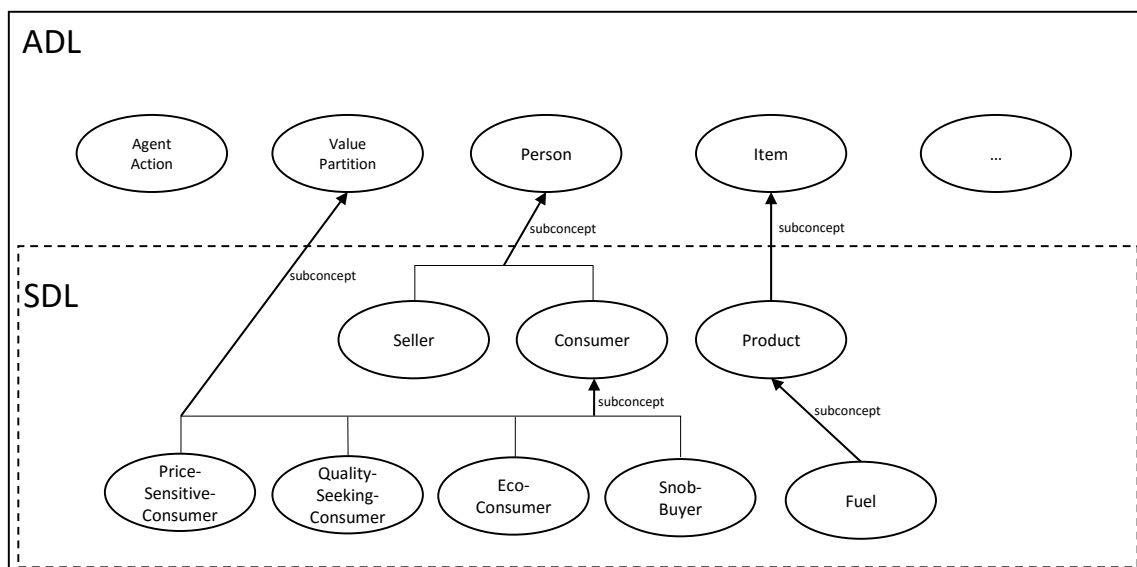 ADL
Agent
Action
Value
Partition
Person
Item
...
subconcept
subconcept
subconcept
SDL
Seller
Consumer
Product
subconcept
subconcept
Price-
Sensitive-
Consumer
Quality-
Seeking-
Consumer
Eco-
Consumer
Snob-
Buyer
Fuel